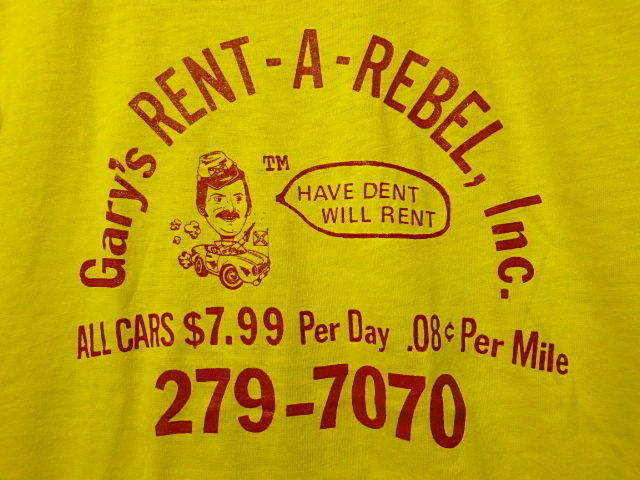 Gary's RENT-A-REBEL, Inc.
TM
HAVE DENT
WILL RENT
ALL CARS $7.99 Per Day .08¢ Per Mile
279-7070